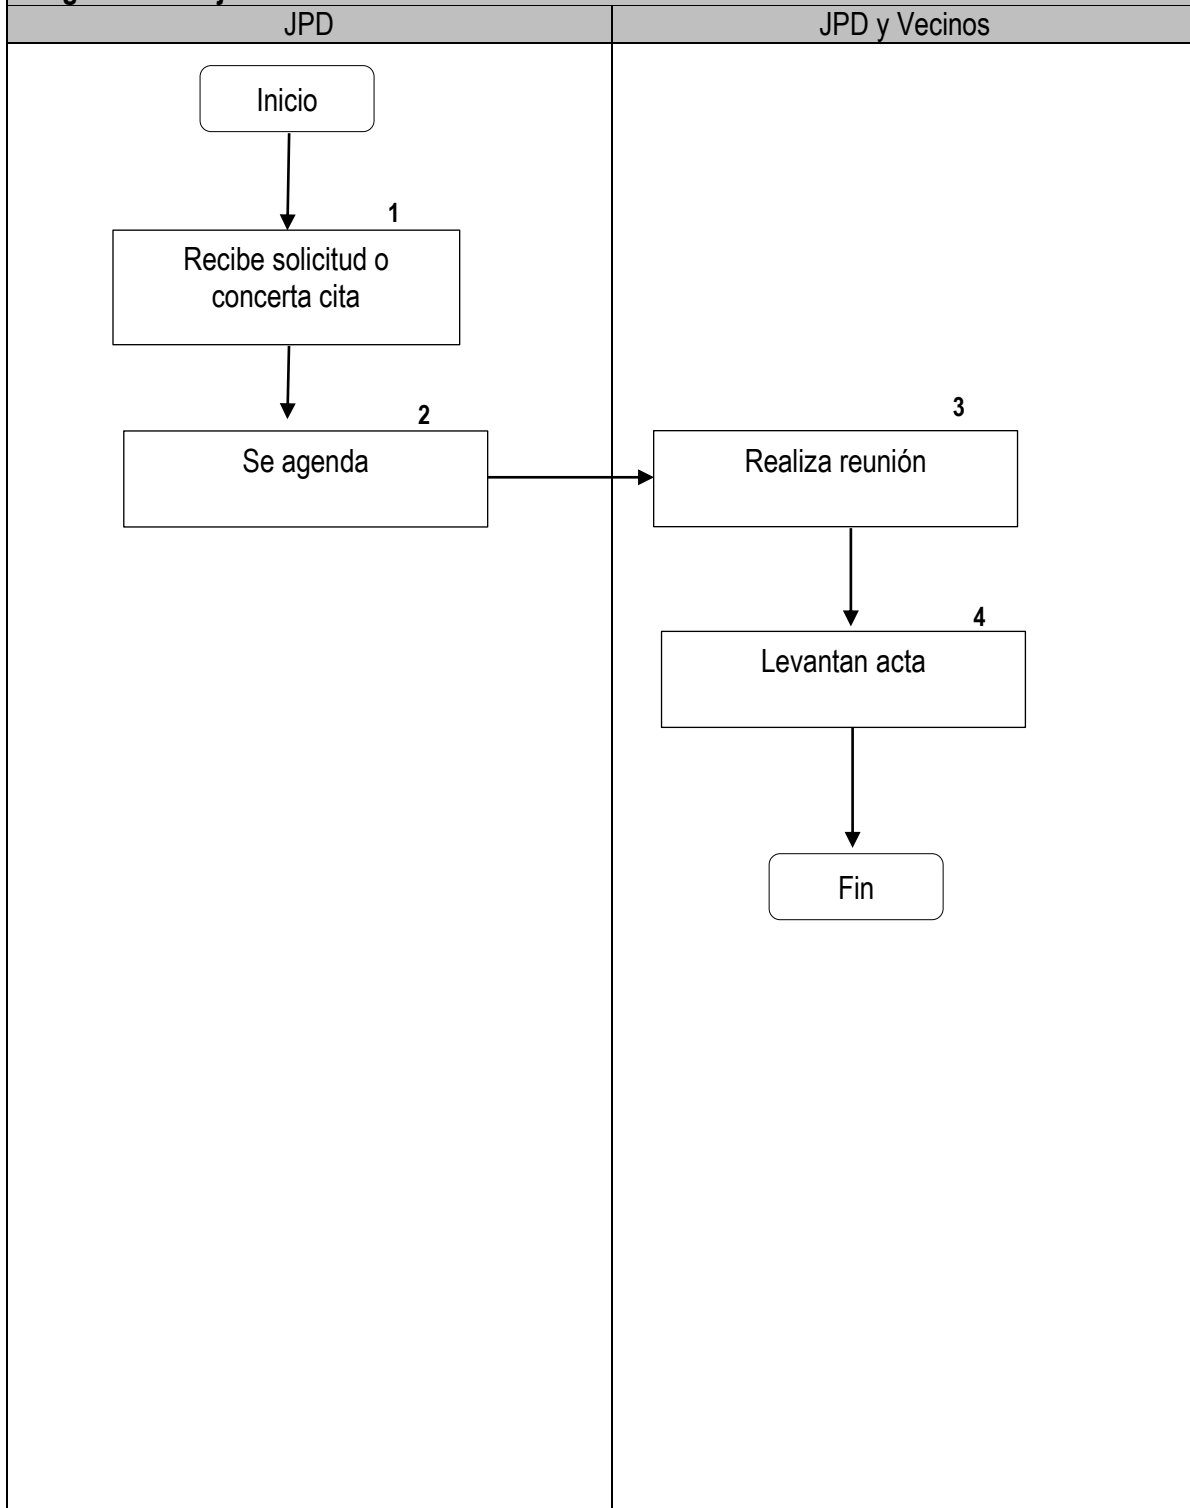 JPD
JPD y Vecinos
Inicio
1
Recibe solicitud o
concerta cita
2
Se agenda
3
Realiza reunión
4
Levantan acta
Fin